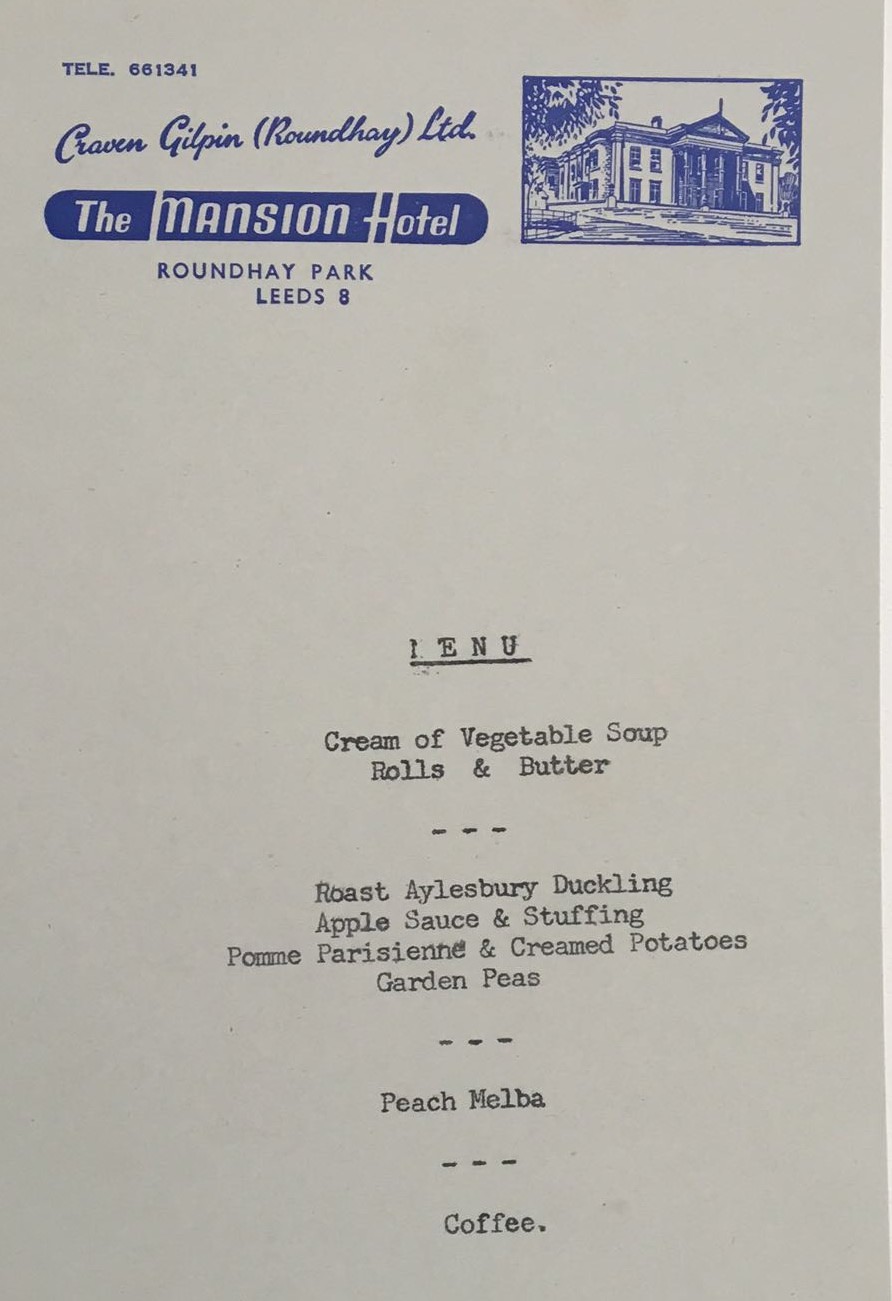 TELE. 661341
Craven Gilpin (Roundhay) Ltd.
The Mansion Hotel
ROUNDHAY PARK
LEEDS 8
MENU
Cream of Vegetable Soup
Rolls & Butter
- - -
Roast Aylesbury Duckling
Apple Sauce & Stuffing
Pomme Parisienne & Creamed Potatoes
Garden Peas
- - -
Peach Melba
- - -
Coffee.